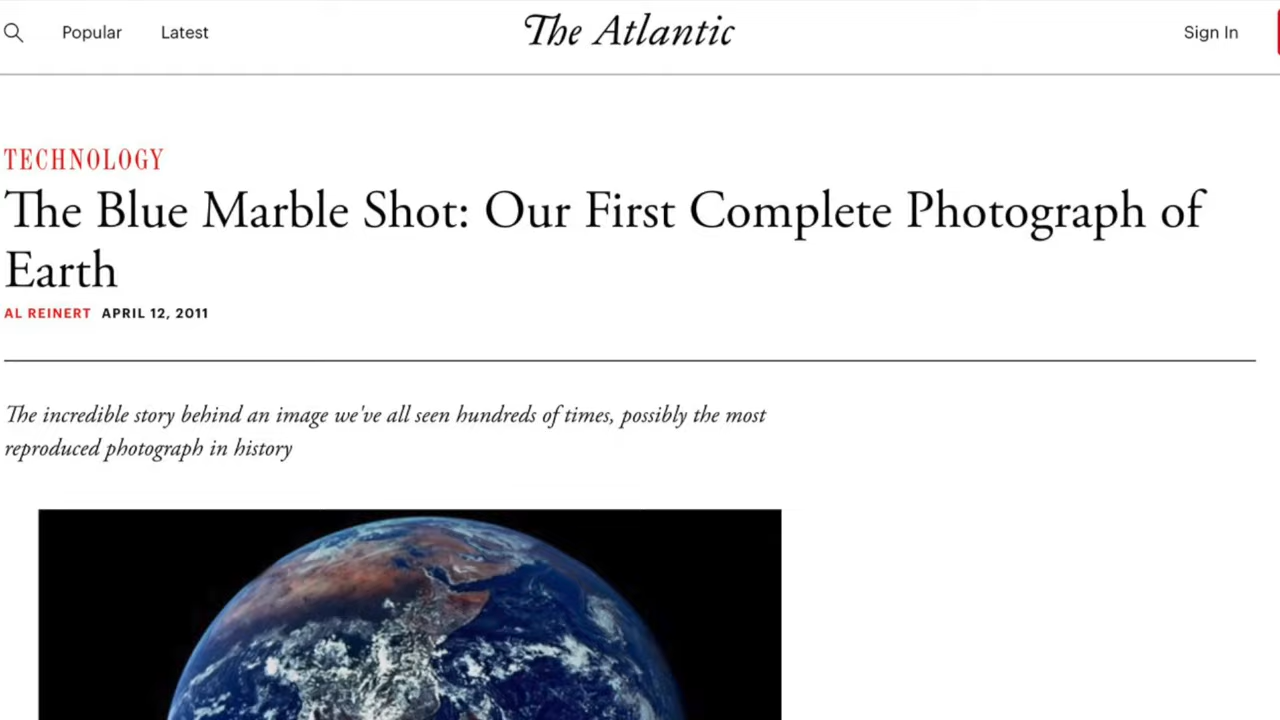 Popular Latest The Atlantic Sign In
TECHNOLOGY
The Blue Marble Shot: Our First Complete Photograph of
Earth
AL REINERT APRIL 12, 2011
The incredible story behind an image we've all seen hundreds of times, possibly the most
reproduced photograph in history